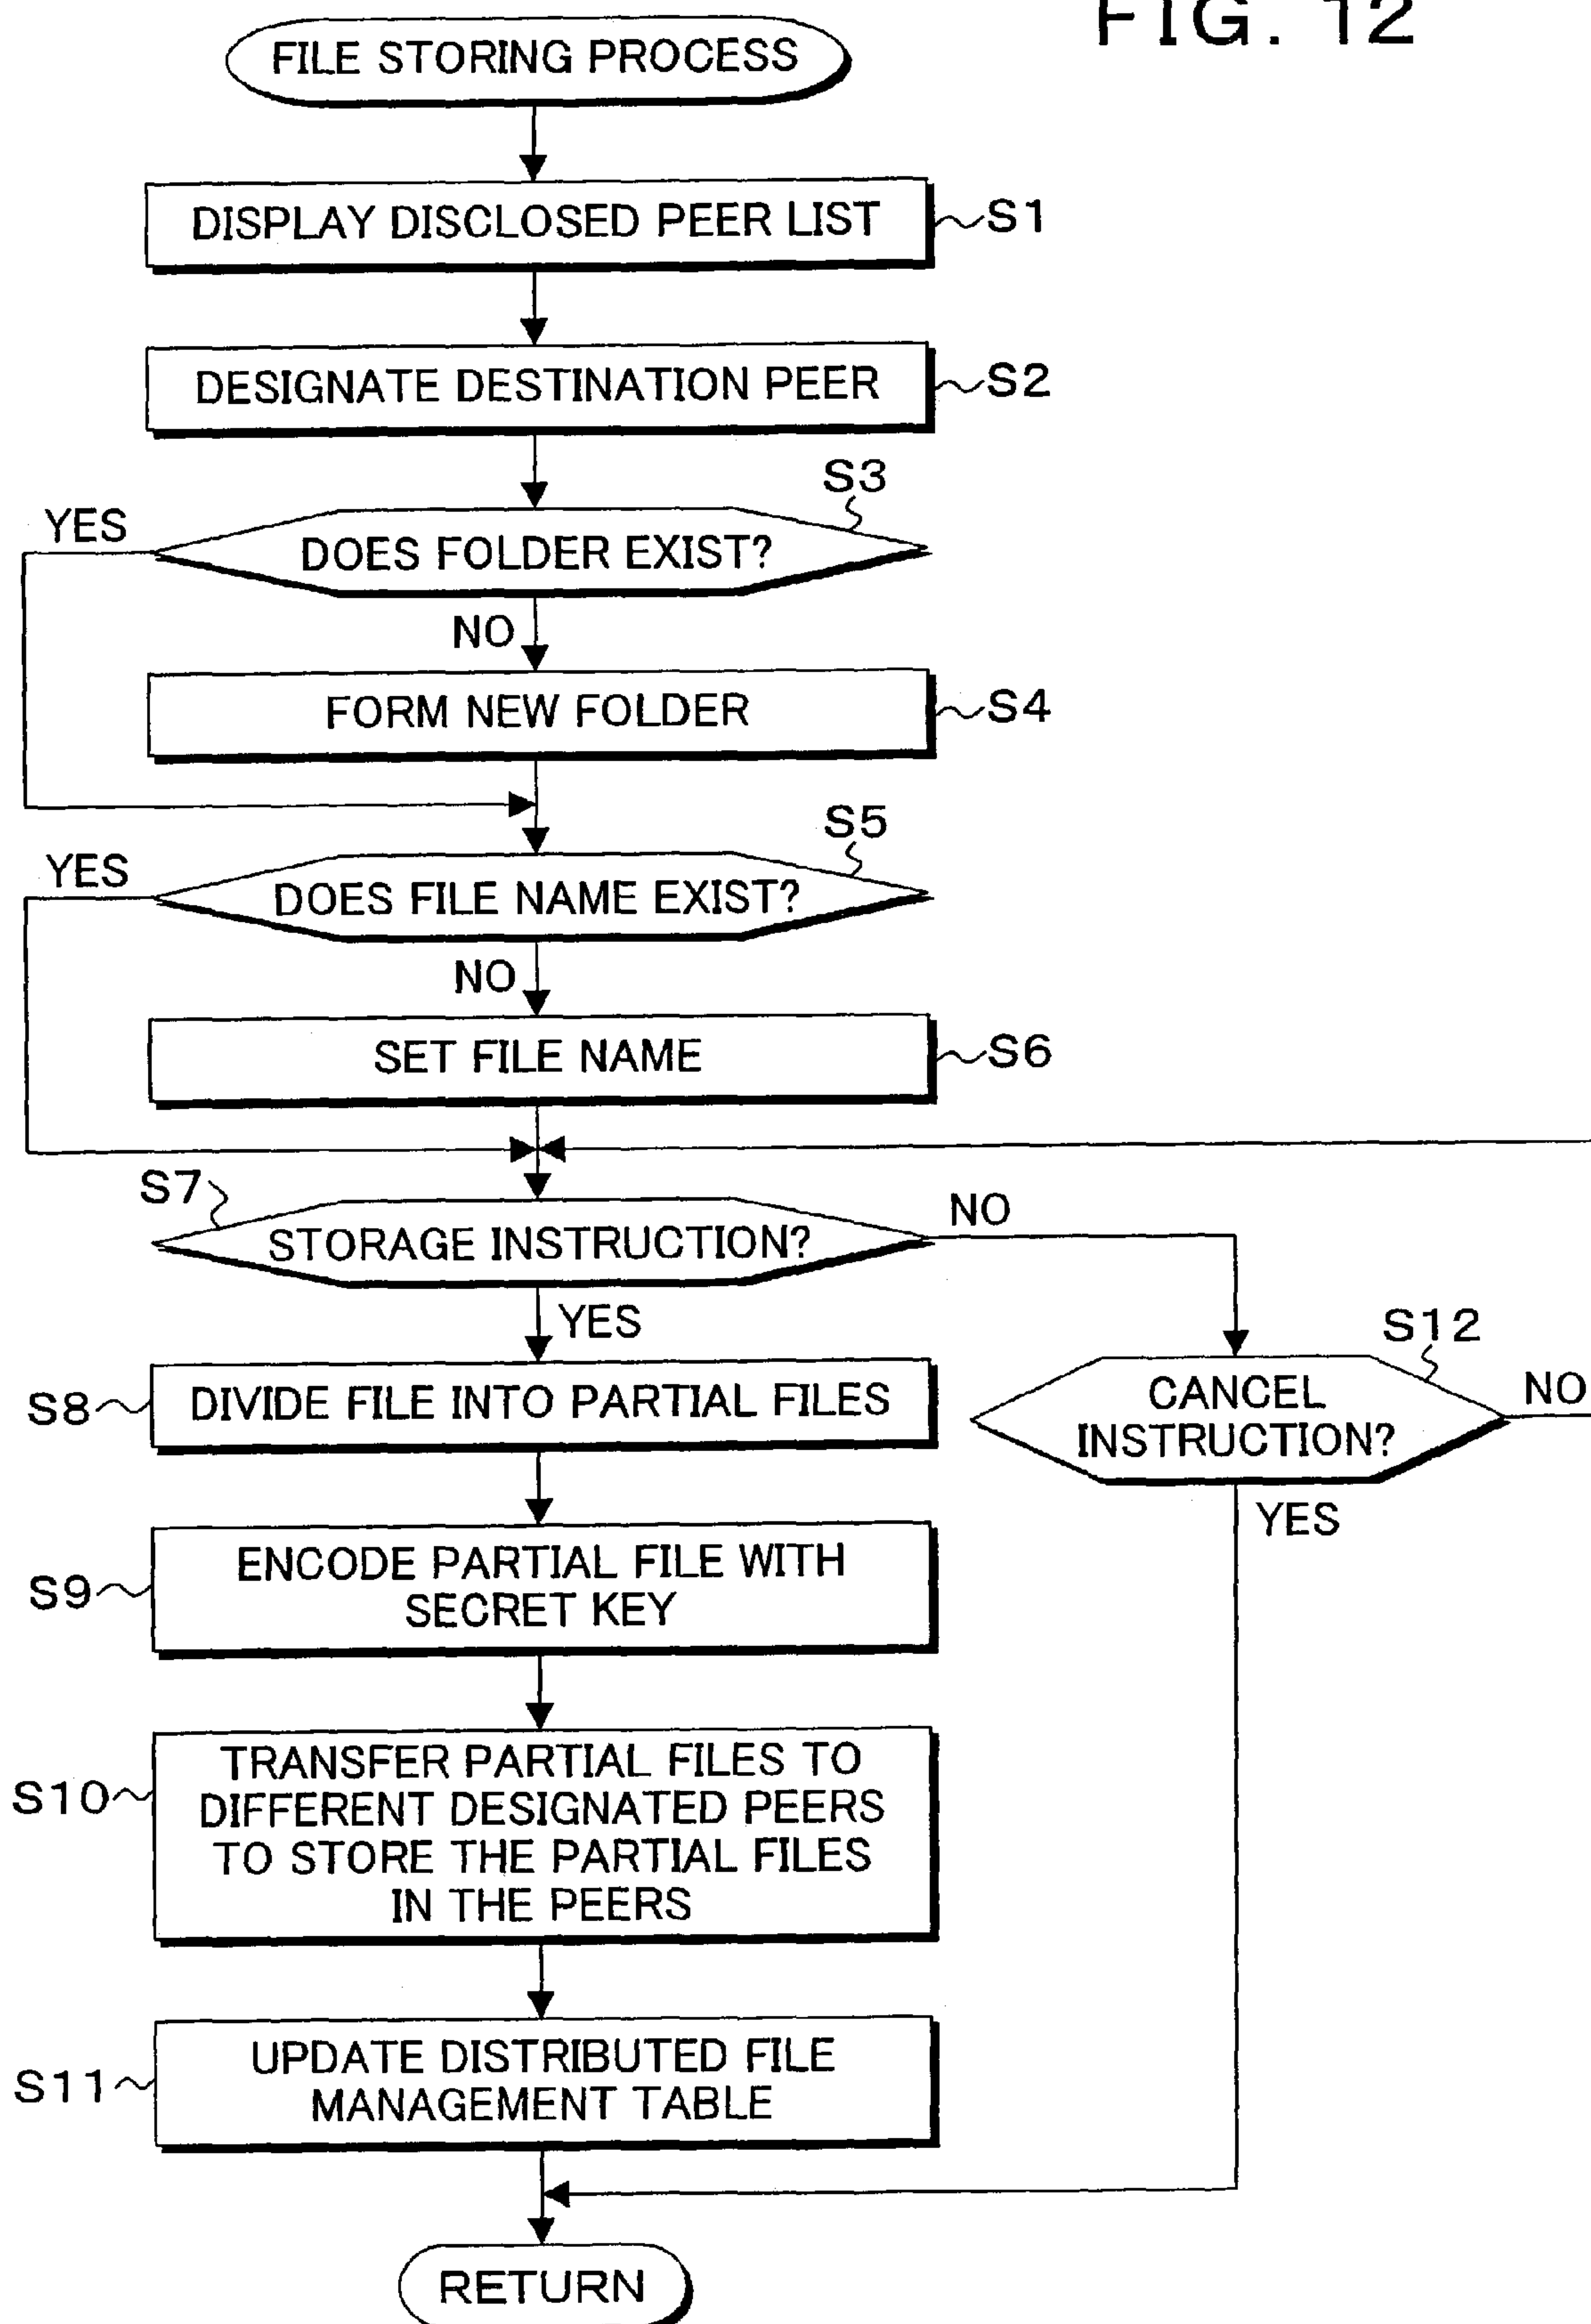 FIG. 12
FILE STORING PROCESS
DISPLAY DISCLOSED PEER LIST
S1
DESIGNATE DESTINATION PEER
S2
S3
YES
DOES FOLDER EXIST?
NO
FORM NEW FOLDER
S4
S5
YES
DOES FILE NAME EXIST?
NO
SET FILE NAME
S6
S7
STORAGE INSTRUCTION?
NO
YES
S12
CANCEL
INSTRUCTION?
NO
YES
S8
DIVIDE FILE INTO PARTIAL FILES
S9
ENCODE PARTIAL FILE WITH
SECRET KEY
S10
TRANSFER PARTIAL FILES TO
DIFFERENT DESIGNATED PEERS
TO STORE THE PARTIAL FILES
IN THE PEERS
S11
UPDATE DISTRIBUTED FILE
MANAGEMENT TABLE
RETURN